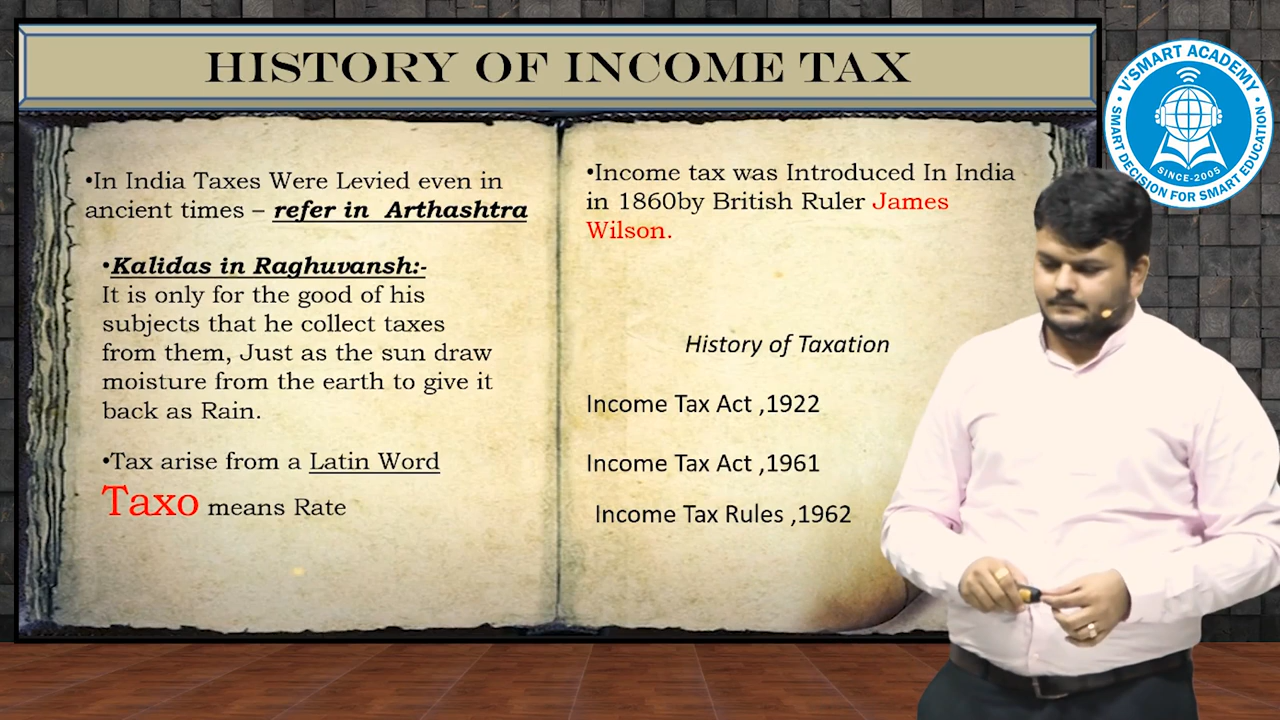 HISTORY OF INCOME TAX
•In India Taxes Were Levied even in
ancient times – refer in Arthashtra
•Kalidas in Raghuvansh:-
It is only for the good of his
subjects that he collect taxes
from them, Just as the sun draw
moisture from the earth to give it
back as Rain.
•Tax arise from a Latin Word
Taxo means Rate
•Income tax was Introduced In India
in 1860by British Ruler James
Wilson.
History of Taxation
Income Tax Act ,1922
Income Tax Act ,1961
Income Tax Rules ,1962
V'SMART ACADEMY
SINCE-2005
SMART DECISION FOR SMART EDUCATION